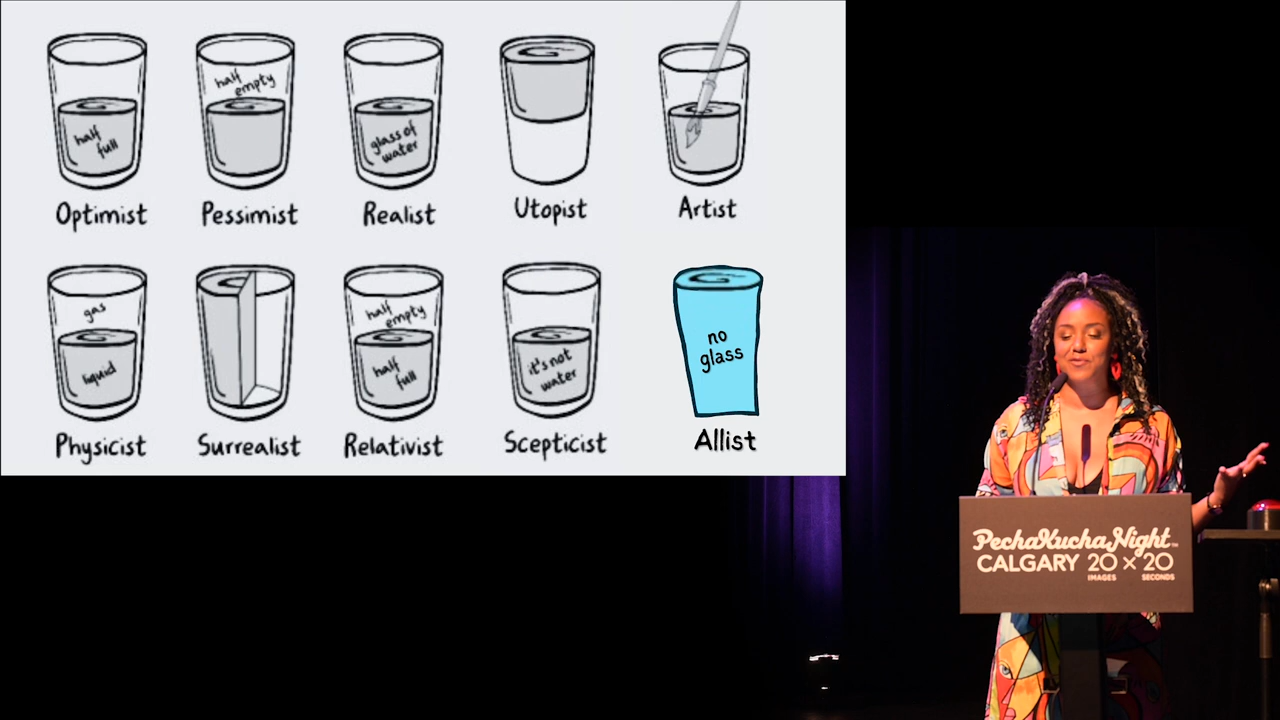 half
full
Optimist
half
empty
Pessimist
glass of
water
Realist
Utopist
Artist
gas
liquid
Physicist
Surrealist
half
empty
half
full
Relativist
it's not
water
Scepticist
no
glass
Allist
PechaKucha Night™
CALGARY 20 x 20
IMAGES SECONDS